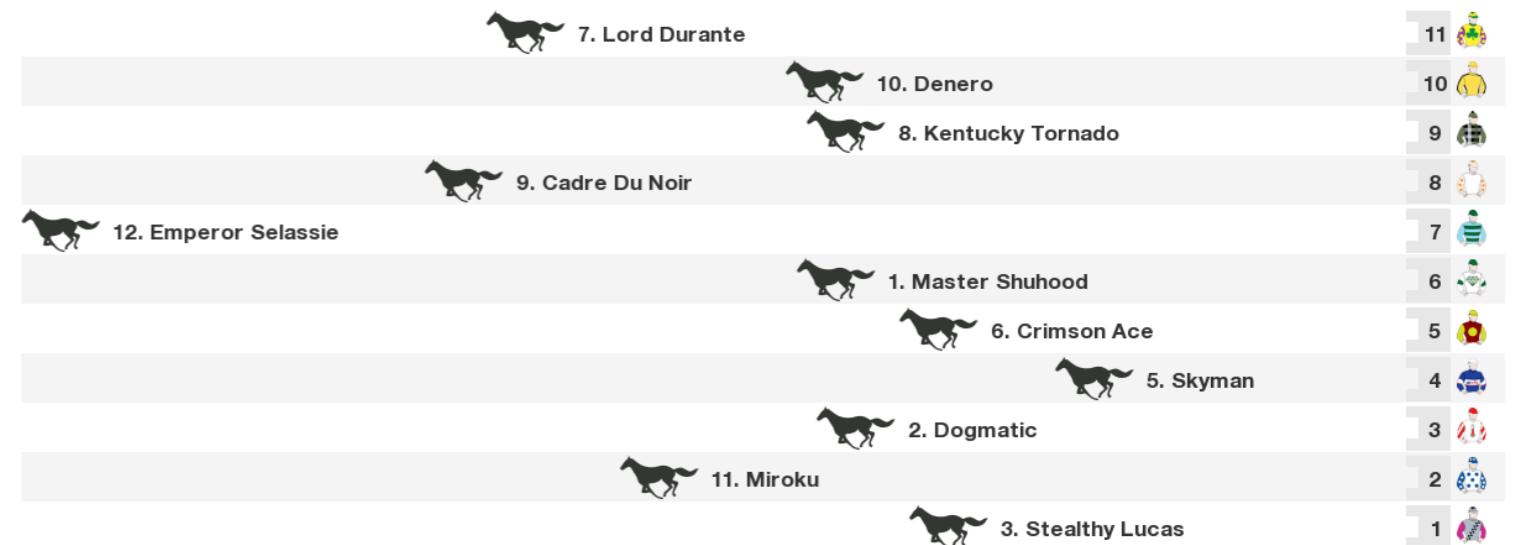 7. Lord Durante 11
10. Denero 10
8. Kentucky Tornado 9
9. Cadre Du Noir 8
12. Emperor Selassie 7
1. Master Shuhood 6
6. Crimson Ace 5
5. Skyman 4
2. Dogmatic 3
11. Miroku 2
3. Stealthy Lucas 1